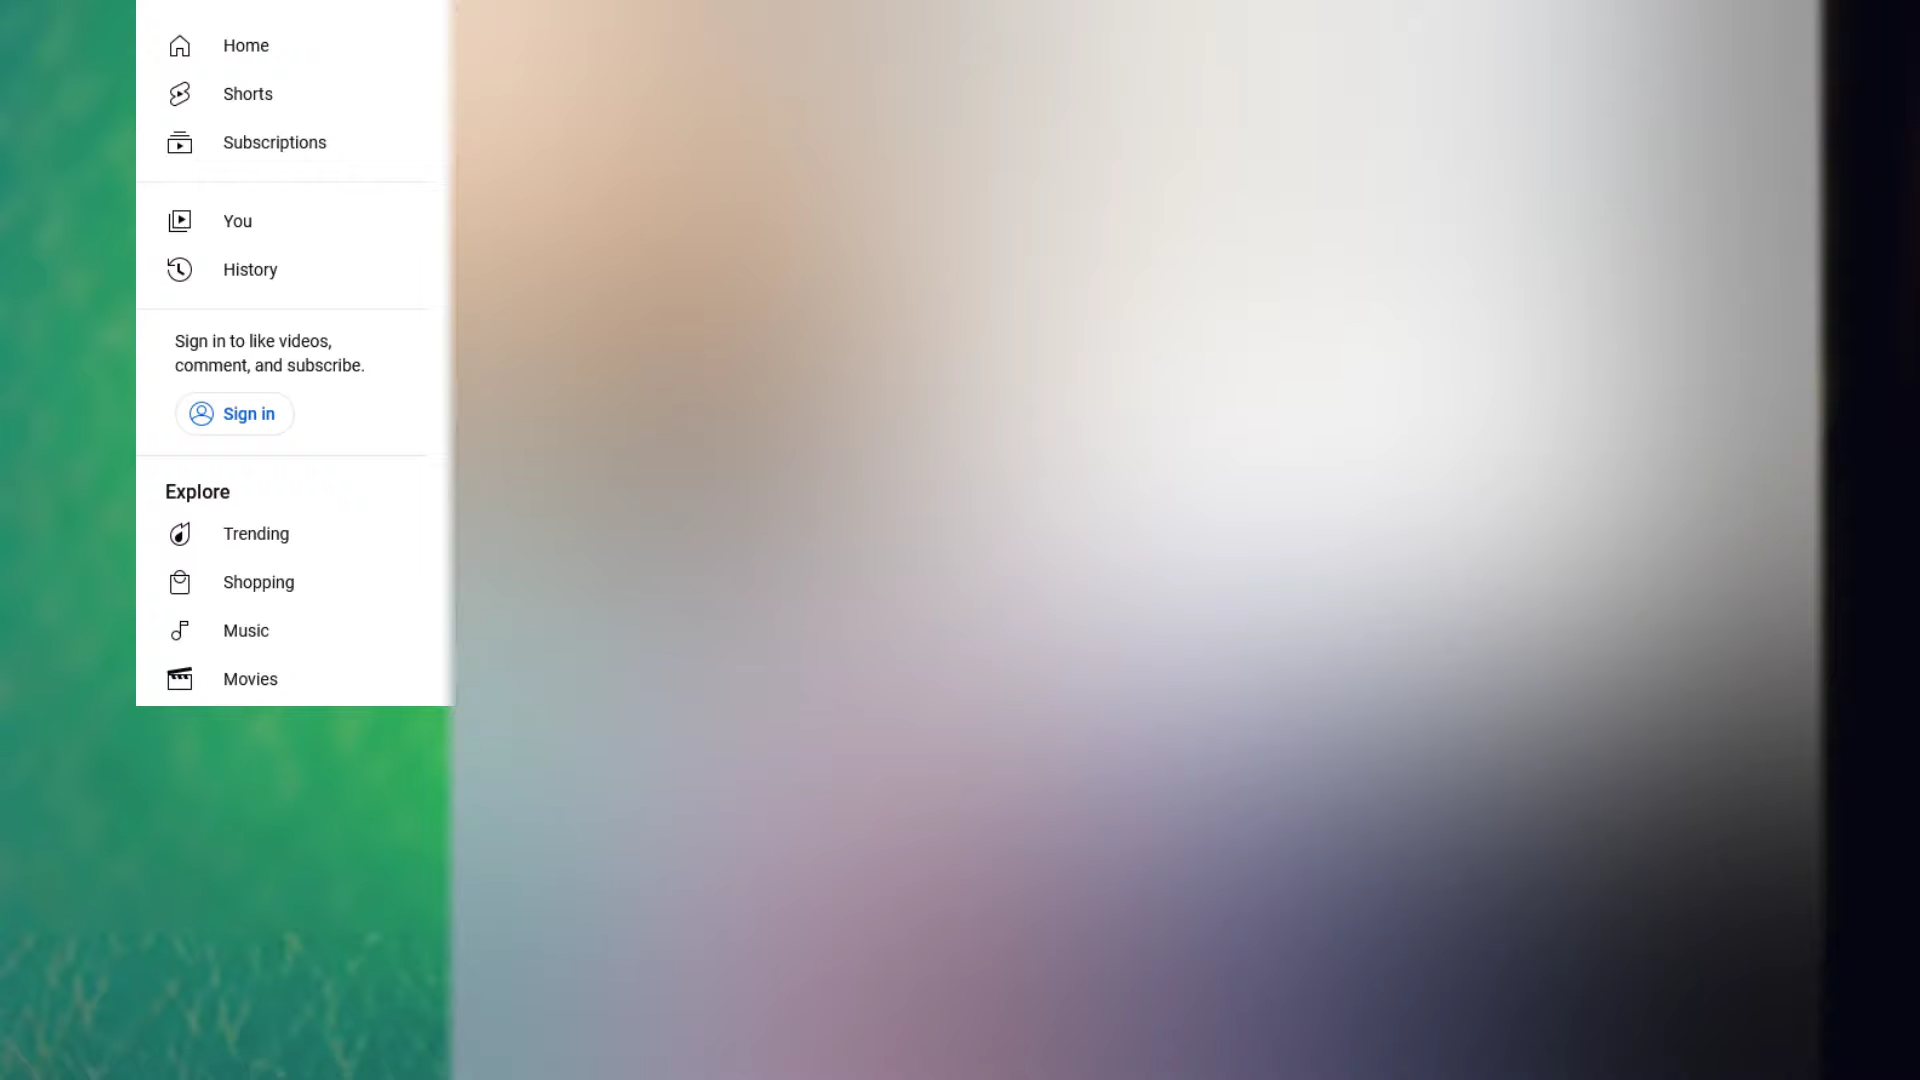 Home
Shorts
Subscriptions
You
History
Sign in to like videos,
comment, and subscribe.
Sign in
Explore
Trending
Shopping
Music
Movies